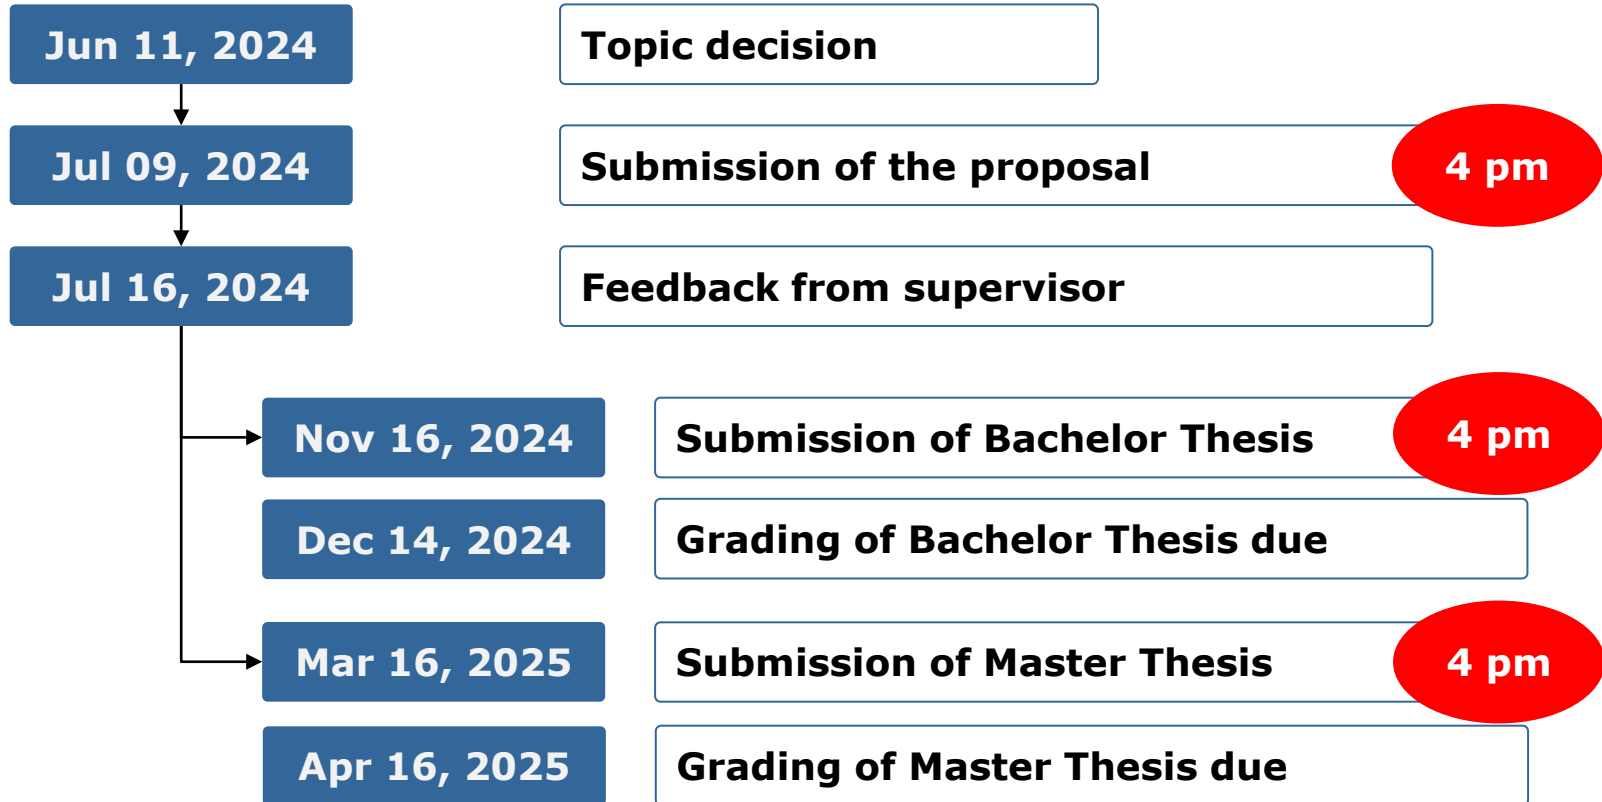 Jun 11, 2024
Topic decision
Jul 09, 2024
Submission of the proposal
4 pm
Jul 16, 2024
Feedback from supervisor
Nov 16, 2024
Submission of Bachelor Thesis
4 pm
Dec 14, 2024
Grading of Bachelor Thesis due
Mar 16, 2025
Submission of Master Thesis
4 pm
Apr 16, 2025
Grading of Master Thesis due